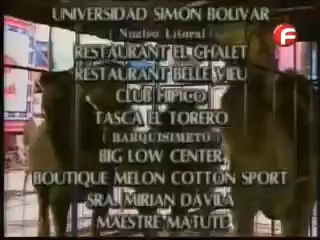 UNIVERSIDAD SIMON BOLIVAR
( Nucleo Litoral )
RESTAURANT EL CHALET
RESTAURANT BELLE VIEU
CLUB HIPICO
TASCA EL TORERO
( BARQUISIMETO )
BIG LOW CENTER
BOUTIQUE MELON COTTON SPORT
SRA. MIRIAN DAVILA
MAESTRE MATUTE
F